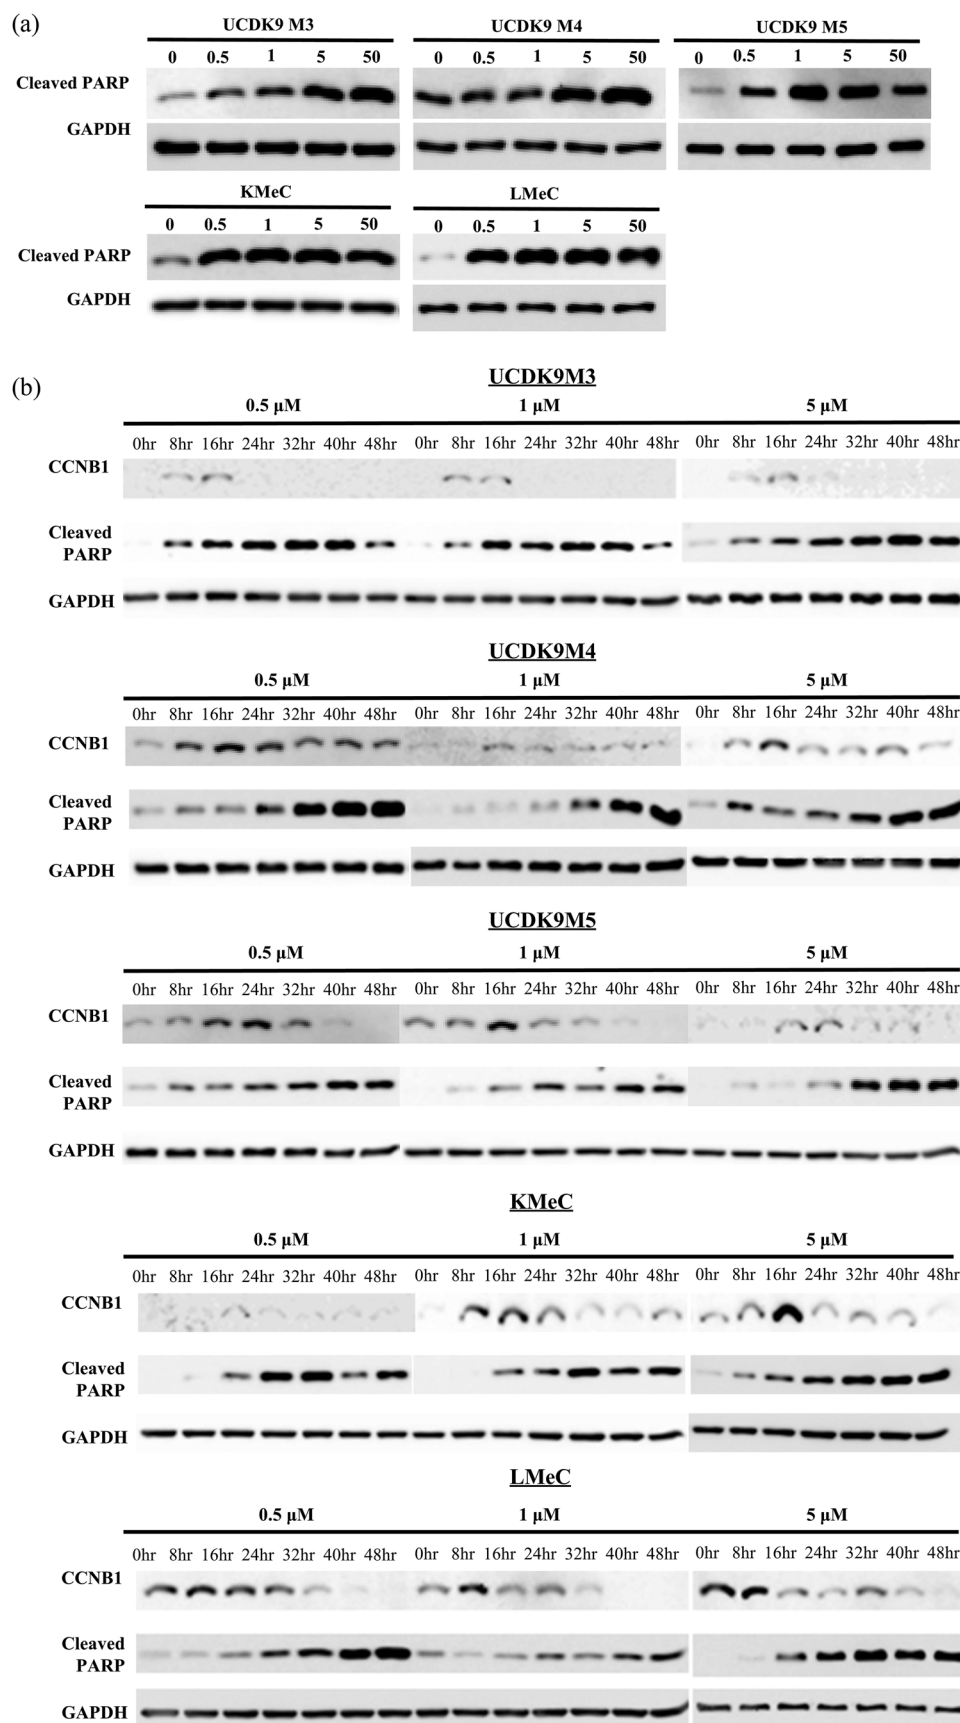 (a)
UCDK9 M3 UCDK9 M4 UCDK9 M5
0 0.5 1 5 50 0 0.5 1 5 50 0 0.5 1 5 50
Cleaved PARP
GAPDH
KMeC LMeC
0 0.5 1 5 50 0 0.5 1 5 50
Cleaved PARP
GAPDH
(b)
UCDK9M3
0.5 μM 1 μM 5 μM
0hr 8hr 16hr 24hr 32hr 40hr 48hr 0hr 8hr 16hr 24hr 32hr 40hr 48hr 0hr 8hr 16hr 24hr 32hr 40hr 48hr
CCNB1
Cleaved
PARP
GAPDH
UCDK9M4
0.5 μM 1 μM 5 μM
0hr 8hr 16hr 24hr 32hr 40hr 48hr 0hr 8hr 16hr 24hr 32hr 40hr 48hr 0hr 8hr 16hr 24hr 32hr 40hr 48hr
CCNB1
Cleaved
PARP
GAPDH
UCDK9M5
0.5 μM 1 μM 5 μM
0hr 8hr 16hr 24hr 32hr 40hr 48hr 0hr 8hr 16hr 24hr 32hr 40hr 48hr 0hr 8hr 16hr 24hr 32hr 40hr 48hr
CCNB1
Cleaved
PARP
GAPDH
KMeC
0.5 μM 1 μM 5 μM
0hr 8hr 16hr 24hr 32hr 40hr 48hr 0hr 8hr 16hr 24hr 32hr 40hr 48hr 0hr 8hr 16hr 24hr 32hr 40hr 48hr
CCNB1
Cleaved
PARP
GAPDH
LMeC
0.5 μM 1 μM 5 μM
0hr 8hr 16hr 24hr 32hr 40hr 48hr 0hr 8hr 16hr 24hr 32hr 40hr 48hr 0hr 8hr 16hr 24hr 32hr 40hr 48hr
CCNB1
Cleaved
PARP
GAPDH